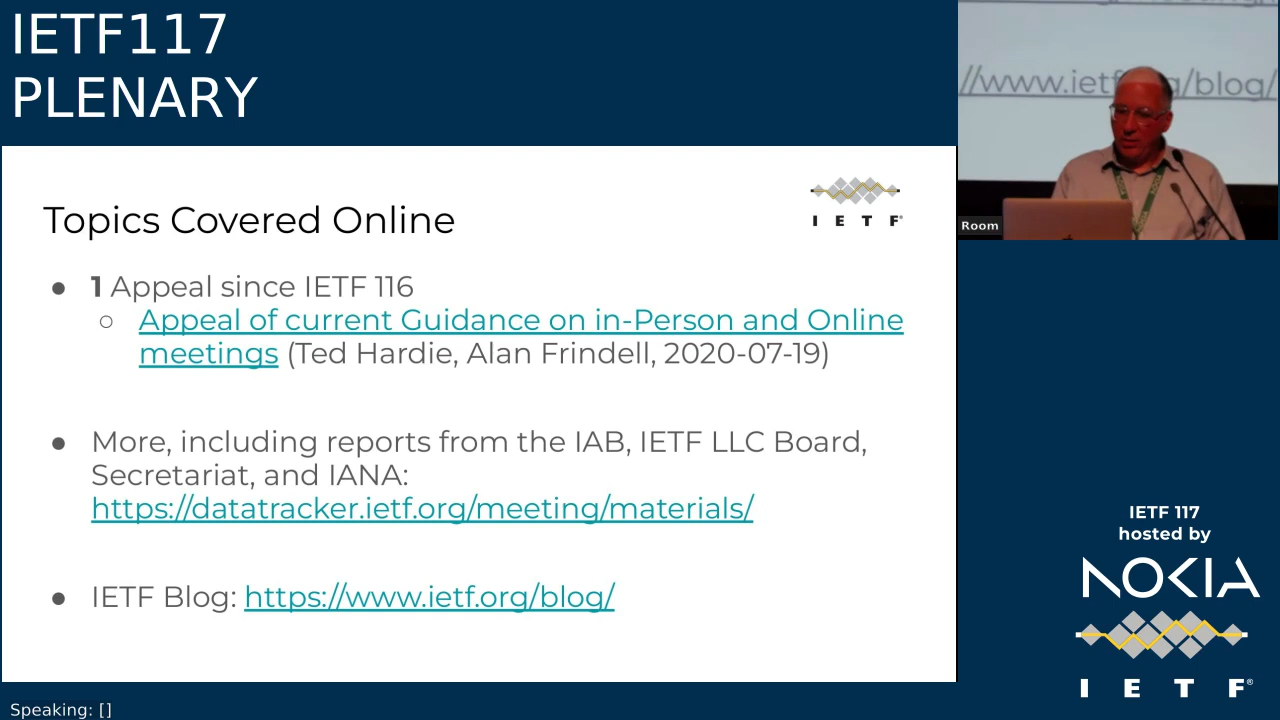 IETF117
PLENARY
//www.ietf.org/blog/
Room
Topics Covered Online
I E T F®
● 1 Appeal since IETF 116
○ Appeal of current Guidance on in-Person and Online
meetings (Ted Hardie, Alan Frindell, 2020-07-19)
● More, including reports from the IAB, IETF LLC Board,
Secretariat, and IANA:
https://datatracker.ietf.org/meeting/materials/
● IETF Blog: https://www.ietf.org/blog/
IETF 117
hosted by
NOKIA
I E T F®
Speaking: []